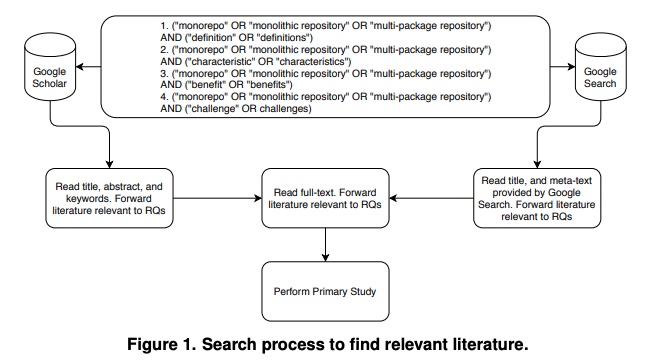 1. ("monorepo" OR "monolithic repository" OR "multi-package repository")
AND ("definition" OR "definitions")
2. ("monorepo" OR "monolithic repository" OR "multi-package repository")
AND ("characteristic" OR "characteristics")
3. ("monorepo" OR "monolithic repository" OR "multi-package repository")
AND ("benefit" OR "benefits")
4. ("monorepo" OR "monolithic repository" OR "multi-package repository")
AND ("challenge" OR challenges)
Google
Scholar
Google
Search
Read title, abstract, and
keywords. Forward
literature relevant to RQs
Read full-text. Forward
literature relevant to
RQs
Read title, and meta-text
provided by Google
Search. Forward literature
relevant to RQs
Perform Primary Study
Figure 1. Search process to find relevant literature.